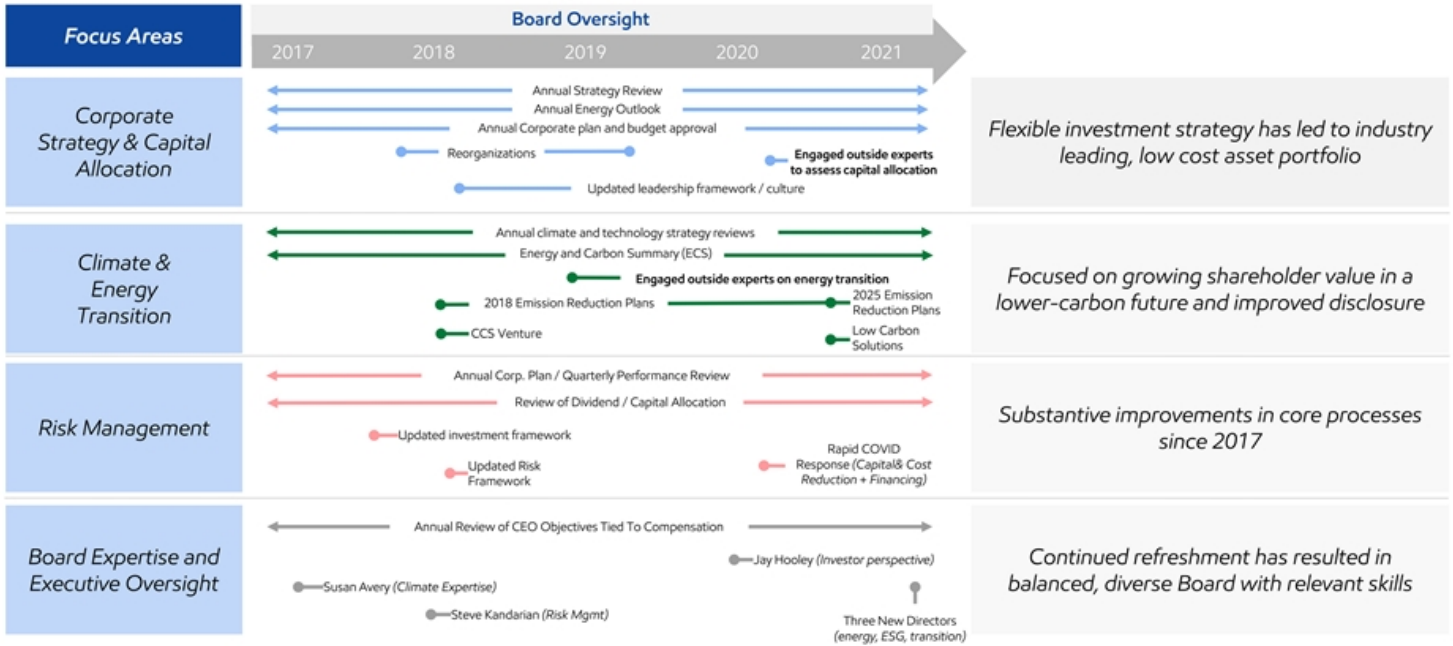 Focus Areas
Board Oversight
2017 2018 2019 2020 2021
Corporate
Strategy & Capital
Allocation
Annual Strategy Review
Annual Energy Outlook
Annual Corporate plan and budget approval
Reorganizations
Engaged outside experts
to assess capital allocation
Updated leadership framework / culture
Flexible investment strategy has led to industry
leading, low cost asset portfolio
Climate &
Energy
Transition
Annual climate and technology strategy reviews
Energy and Carbon Summary (ECS)
Engaged outside experts on energy transition
2018 Emission Reduction Plans
2025 Emission
Reduction Plans
CCS Venture
Low Carbon
Solutions
Focused on growing shareholder value in a
lower-carbon future and improved disclosure
Risk Management
Annual Corp. Plan / Quarterly Performance Review
Review of Dividend / Capital Allocation
Updated investment framework
Updated Risk
Framework
Rapid COVID
Response (Capital& Cost
Reduction + Financing)
Substantive improvements in core processes
since 2017
Board Expertise and
Executive Oversight
Annual Review of CEO Objectives Tied To Compensation
Jay Hooley (Investor perspective)
Susan Avery (Climate Expertise)
Steve Kandarian (Risk Mgmt)
Three New Directors
(energy, ESG, transition)
Continued refreshment has resulted in
balanced, diverse Board with relevant skills